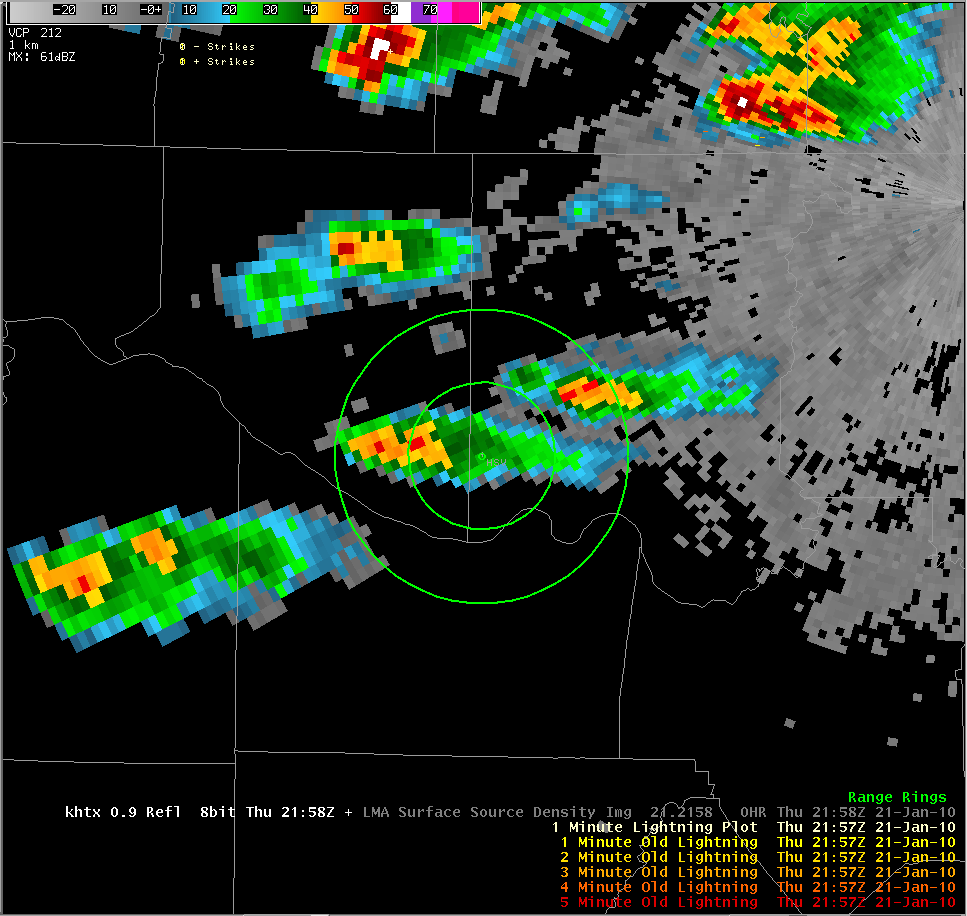 -20 10 -0+ 10 20 30 40 50 60 70
VCP 212
1 km
MX: 61dBZ
0 - Strikes
0 + Strikes
HSV
Range Rings
khtx 0.9 Refl 8bit Thu 21:58Z + LMA Surface Source Density Img 21.2158 OHR Thu 21:58Z 21-Jan-10
1 Minute Lightning Plot Thu 21:57Z 21-Jan-10
1 Minute Old Lightning Thu 21:57Z 21-Jan-10
2 Minute Old Lightning Thu 21:57Z 21-Jan-10
3 Minute Old Lightning Thu 21:57Z 21-Jan-10
4 Minute Old Lightning Thu 21:57Z 21-Jan-10
5 Minute Old Lightning Thu 21:57Z 21-Jan-10